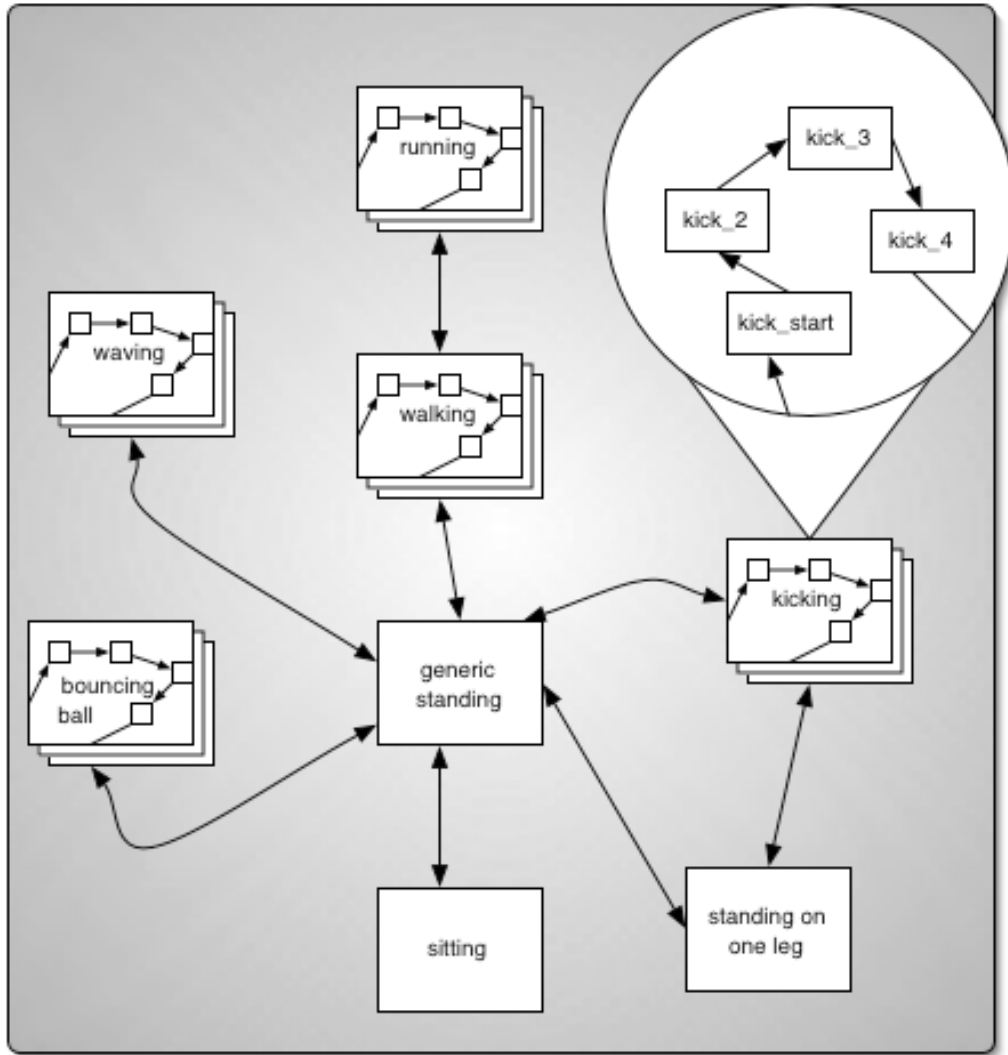 running
kick_3
kick_2
kick_4
kick_start
waving
walking
kicking
bouncing
ball
generic
standing
standing on
one leg
sitting